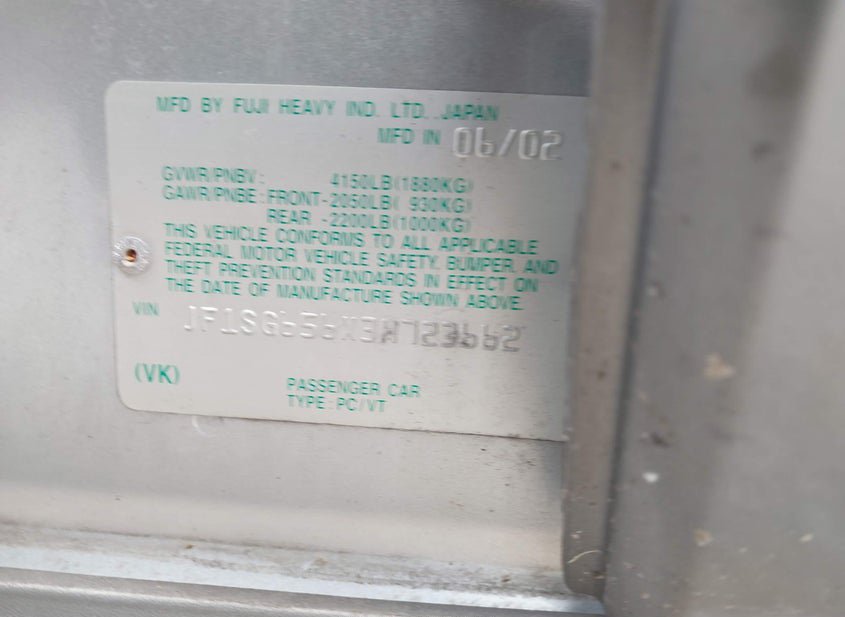 MFD BY FUJI HEAVY IND. LTD., JAPAN
MFD IN 06/02
GVWR/PNBV: 4150LB(1880KG)
GAWR/PNBE: FRONT-2050LB( 930KG)
REAR -2200LB(1000KG)
THIS VEHICLE CONFORMS TO ALL APPLICABLE
FEDERAL MOTOR VEHICLE SAFETY, BUMPER, AND
THEFT PREVENTION STANDARDS IN EFFECT ON
THE DATE OF MANUFACTURE SHOWN ABOVE.
VIN
(VK)
PASSENGER CAR
TYPE:PC/VT